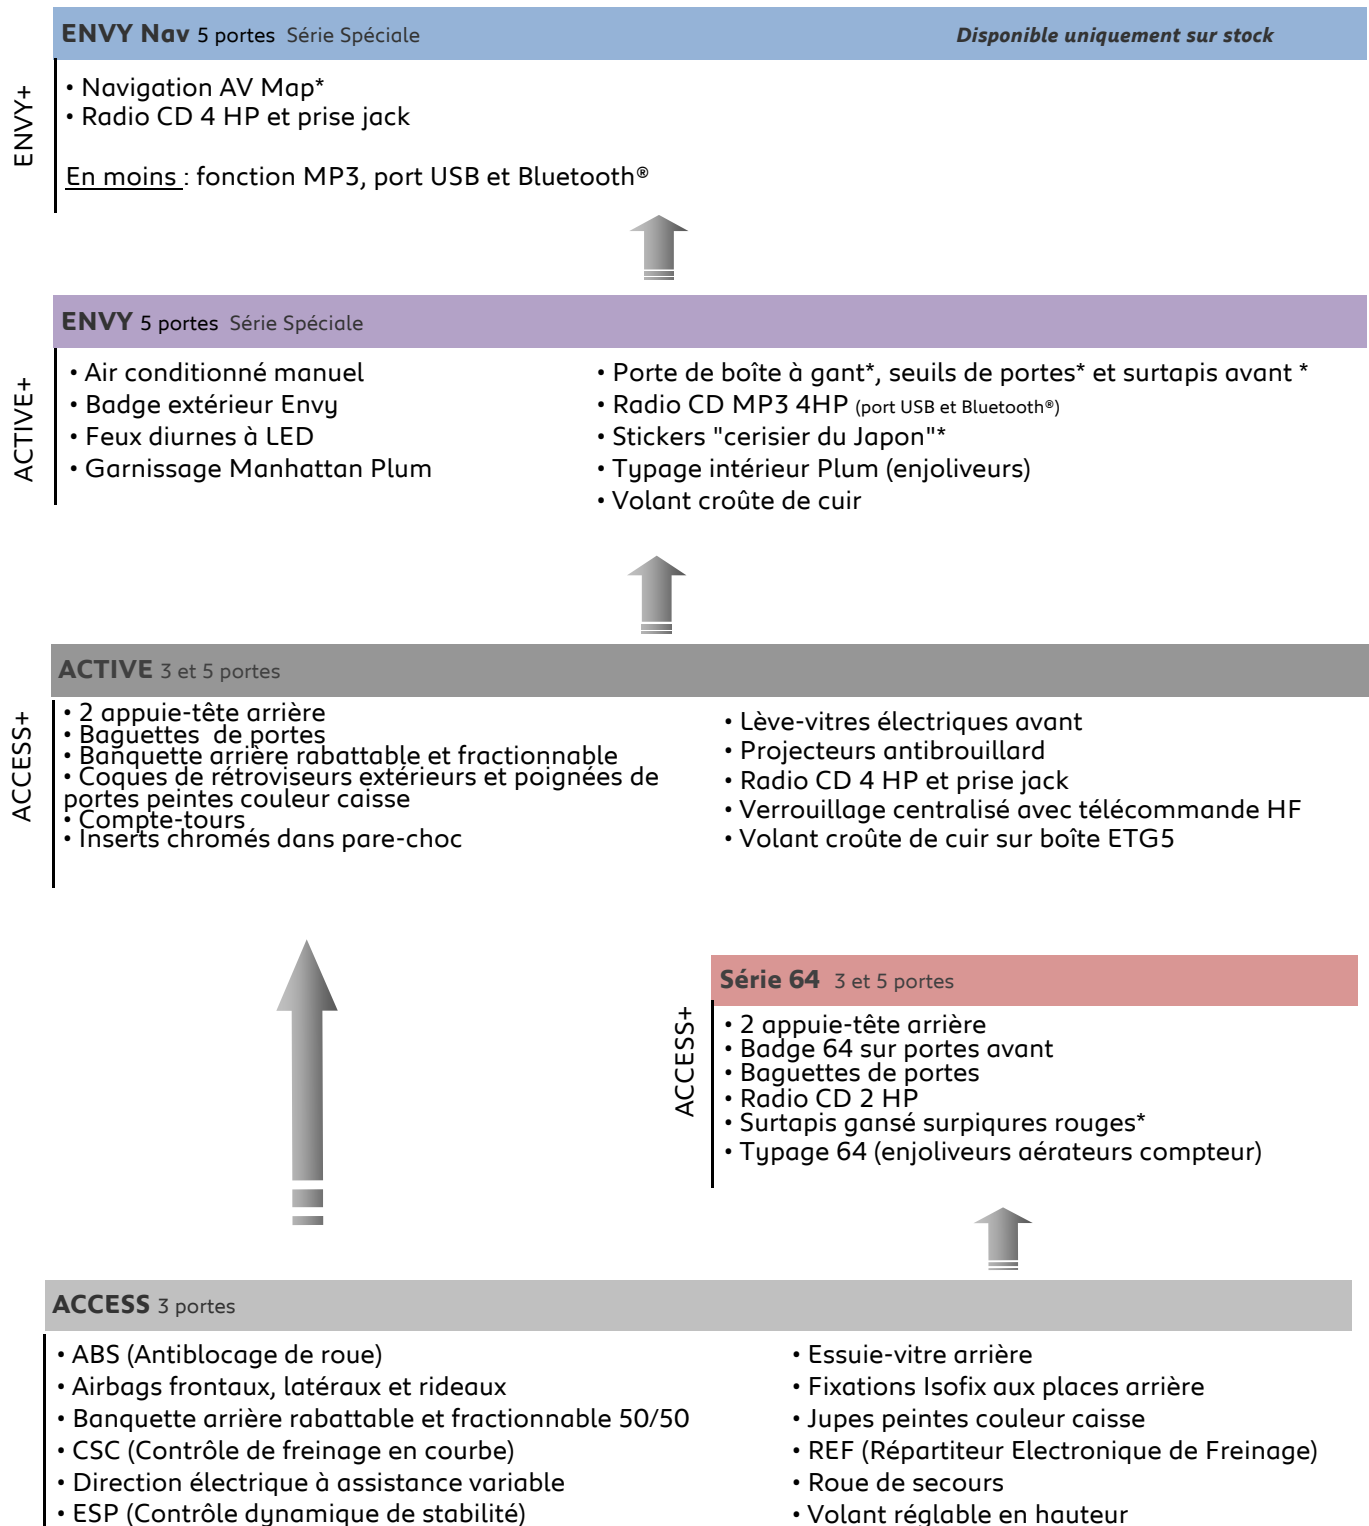 ENVY Nav 5 portes Série Spéciale Disponible uniquement sur stock
ENVY+
• Navigation AV Map*
• Radio CD 4 HP et prise jack
En moins : fonction MP3, port USB et Bluetooth®
ENVY 5 portes Série Spéciale
ACTIVE+
• Air conditionné manuel
• Badge extérieur Envy
• Feux diurnes à LED
• Garnissage Manhattan Plum
• Porte de boîte à gant*, seuils de portes* et surtapis avant *
• Radio CD MP3 4HP (port USB et Bluetooth®)
• Stickers "cerisier du Japon"*
• Typage intérieur Plum (enjoliveurs)
• Volant croûte de cuir
ACTIVE 3 et 5 portes
ACCESS+
• 2 appuie-tête arrière
• Baguettes de portes
• Banquette arrière rabattable et fractionnable
• Coques de rétroviseurs extérieurs et poignées de
portes peintes couleur caisse
• Compte-tours
• Inserts chromés dans pare-choc
• Lève-vitres électriques avant
• Projecteurs antibrouillard
• Radio CD 4 HP et prise jack
• Verrouillage centralisé avec télécommande HF
• Volant croûte de cuir sur boîte ETG5
Série 64 3 et 5 portes
ACCESS+
• 2 appuie-tête arrière
• Badge 64 sur portes avant
• Baguettes de portes
• Radio CD 2 HP
• Surtapis gansé surpiqures rouges*
• Typage 64 (enjoliveurs aérateurs compteur)
ACCESS 3 portes
• ABS (Antiblocage de roue)
• Airbags frontaux, latéraux et rideaux
• Banquette arrière rabattable et fractionnable 50/50
• CSC (Contrôle de freinage en courbe)
• Direction électrique à assistance variable
• ESP (Contrôle dynamique de stabilité)
• Essuie-vitre arrière
• Fixations Isofix aux places arrière
• Jupes peintes couleur caisse
• REF (Répartiteur Electronique de Freinage)
• Roue de secours
• Volant réglable en hauteur